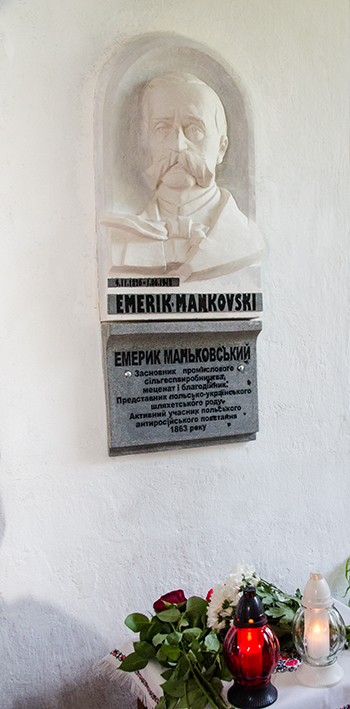 EMERIK·MANKOVSKI
ЕМЕРИК МАНЬКОВСЬКИЙ
Засновник промислового
сільгоспвиробництва,
меценат і благодійник.
Представник польсько-українського
шляхетського роду.
Активний учасник польського
антиросійського повстання
1863 року